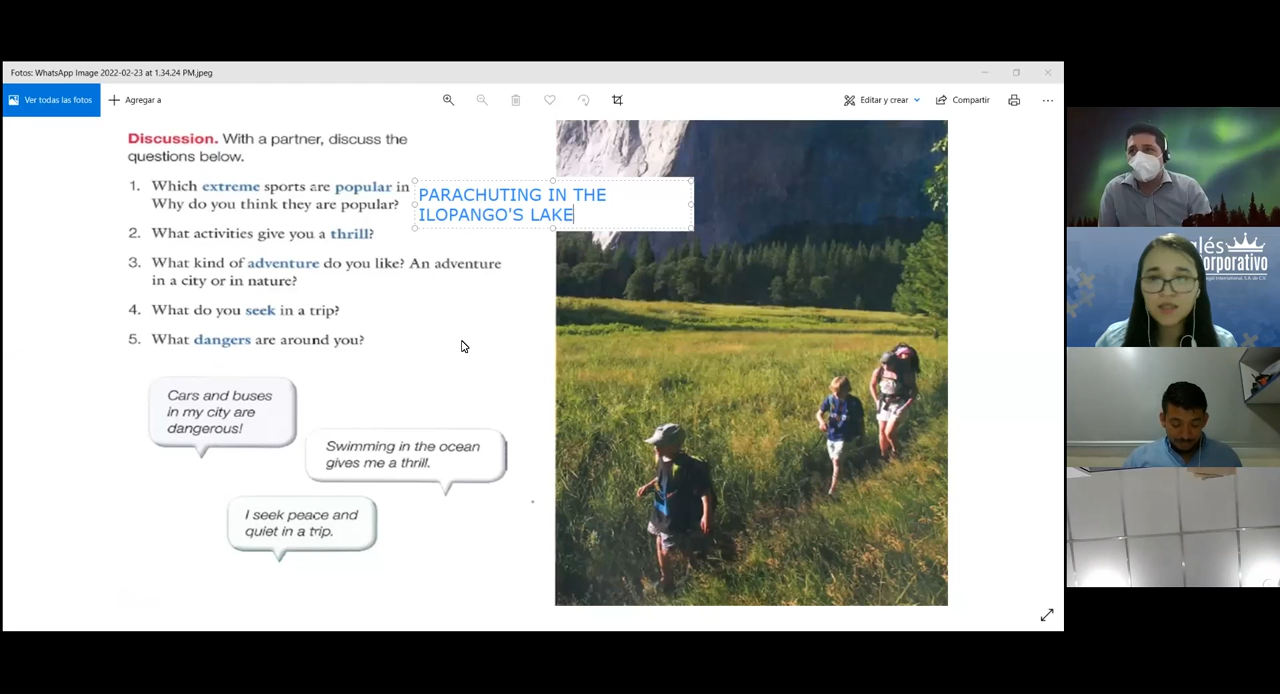 Fotos: WhatsApp Image 2022-02-23 at 1.34.24 PM.jpeg
Ver todas las fotos
Agregar a
Editar y crear
Compartir
Discussion. With a partner, discuss the
questions below.
1. Which extreme sports are popular in
Why do you think they are popular?
PARACHUTING IN THE
ILOPANGO'S LAKE
2. What activities give you a thrill?
3. What kind of adventure do you like? An adventure
in a city or in nature?
4. What do you seek in a trip?
5. What dangers are around you?
Cars and buses
in my city are
dangerous!
Swimming in the ocean
gives me a thrill.
I seek peace and
quiet in a trip.
glés
orporativo